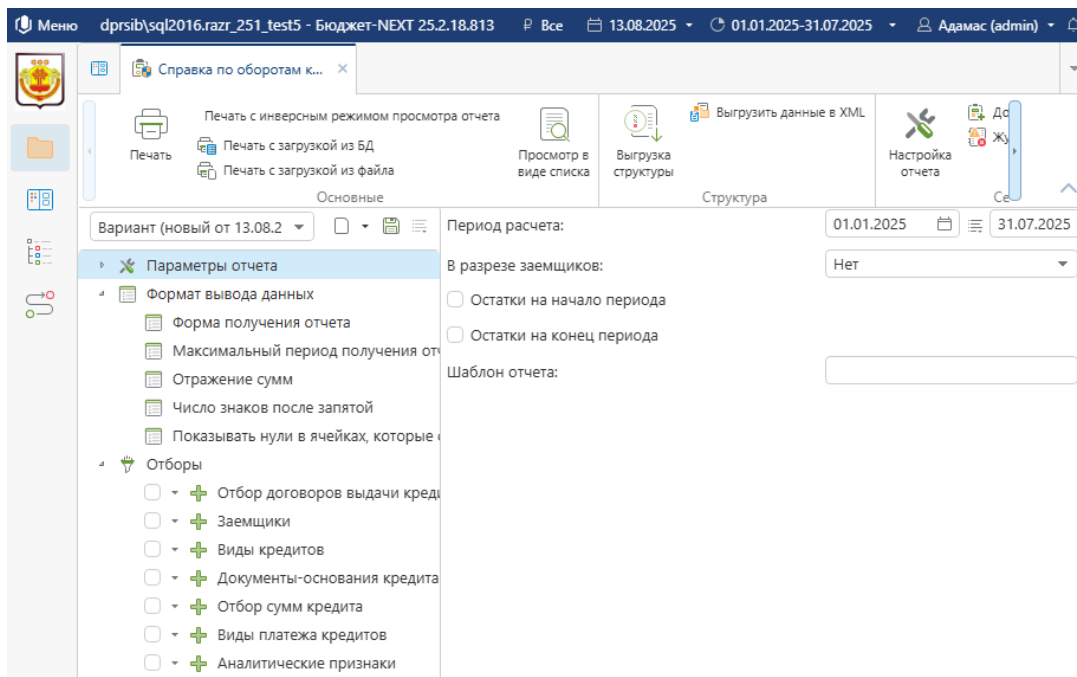 Меню dprsib\sql2016.razr_251_test5 - Бюджет-NEXT 25.2.18.813 ₽ Все 13.08.2025 01.01.2025-31.07.2025 Адамас (admin)
Справка по оборотам к...
Печать
Печать с инверсным режимом просмотра отчета
Печать с загрузкой из БД
Печать с загрузкой из файла
Основные
Просмотр в
виде списка
Выгрузка
структуры
Выгрузить данные в XML
Структура
Настройка
отчета
До
Жу
Се
Вариант (новый от 13.08.2
Параметры отчета
Формат вывода данных
Форма получения отчета
Максимальный период получения отч
Отражение сумм
Число знаков после запятой
Показывать нули в ячейках, которые
Отборы
Отбор договоров выдачи креди
Заемщики
Виды кредитов
Документы-основания кредита
Отбор сумм кредита
Виды платежа кредитов
Аналитические признаки
Период расчета: 01.01.2025 31.07.2025
В разрезе заемщиков: Нет
Остатки на начало периода
Остатки на конец периода
Шаблон отчета: